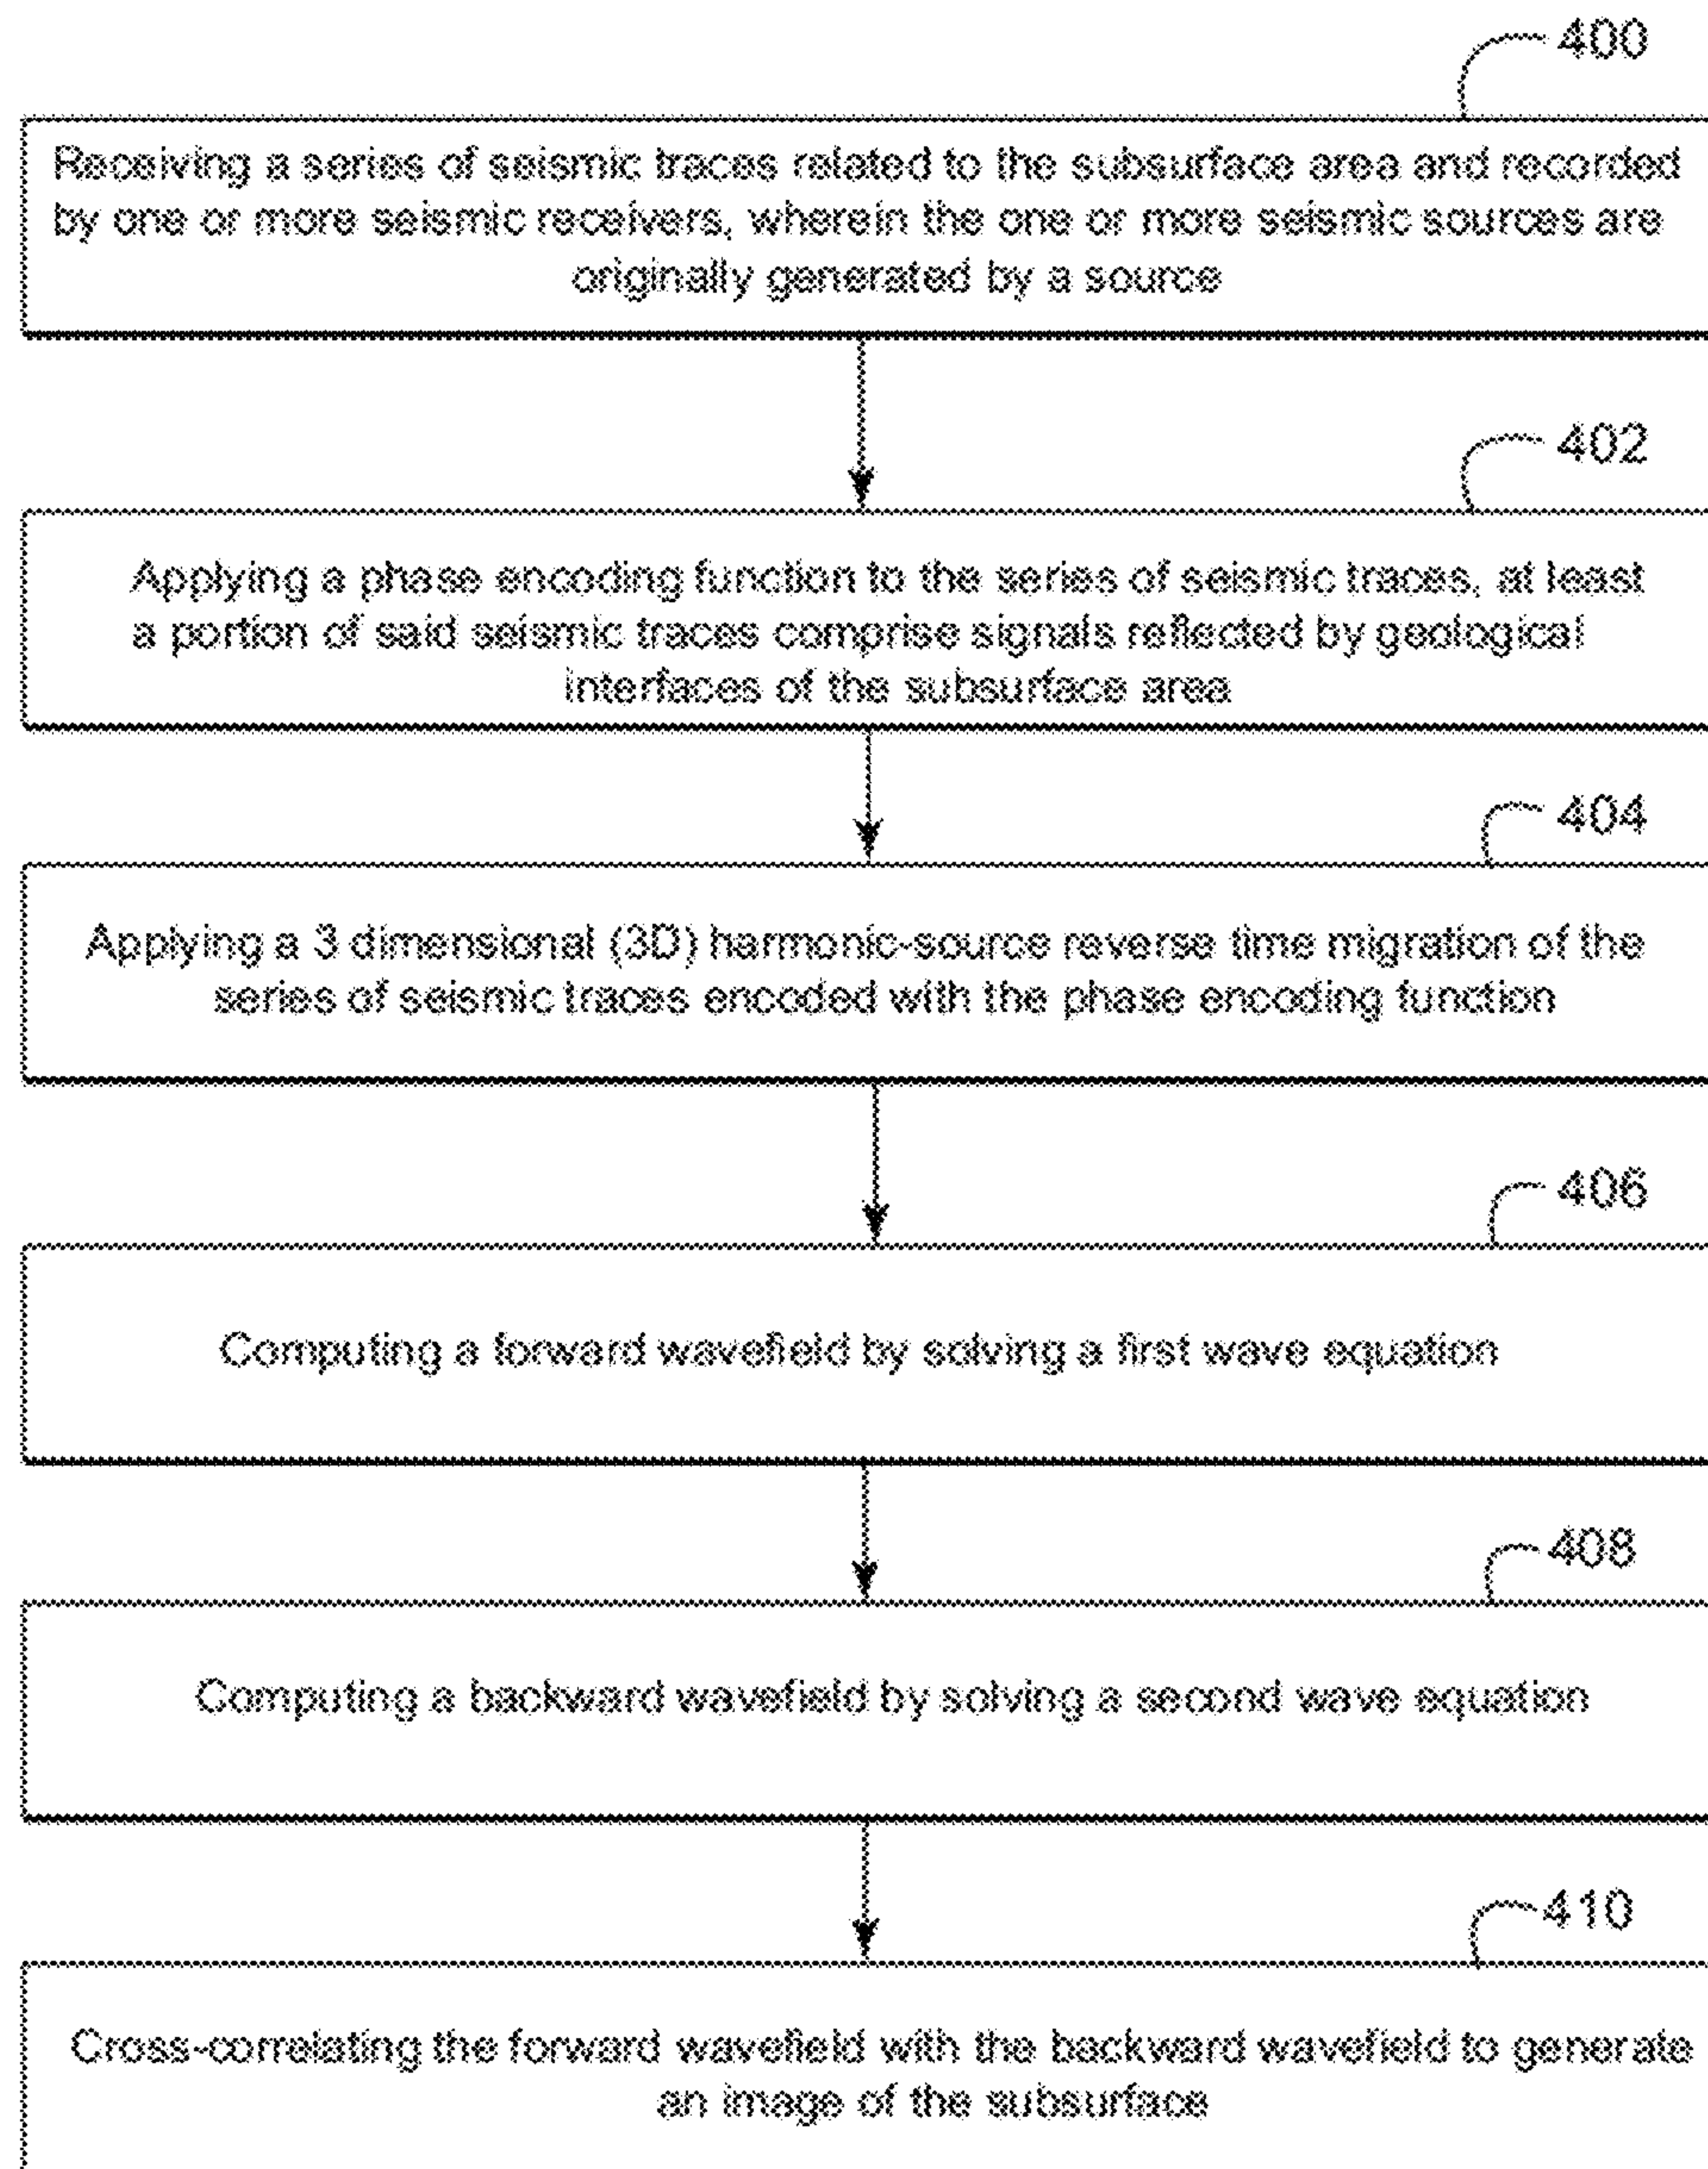 400
Receiving a series of seismic traces related to the subsurface area and recorded
by one or more seismic receivers, wherein the one or more seismic sources are
originally generated by a source
402
Applying a phase encoding function to the series of seismic traces, at least
a portion of said seismic traces comprise signals reflected by geological
interfaces of the subsurface area
404
Applying a 3 dimensional (3D) harmonic-source reverse time migration of the
series of seismic traces encoded with the phase encoding function
406
Computing a forward wavefield by solving a first wave equation
408
Computing a backward wavefield by solving a second wave equation
410
Cross-correlating the forward wavefield with the backward wavefield to generate
an image of the subsurface